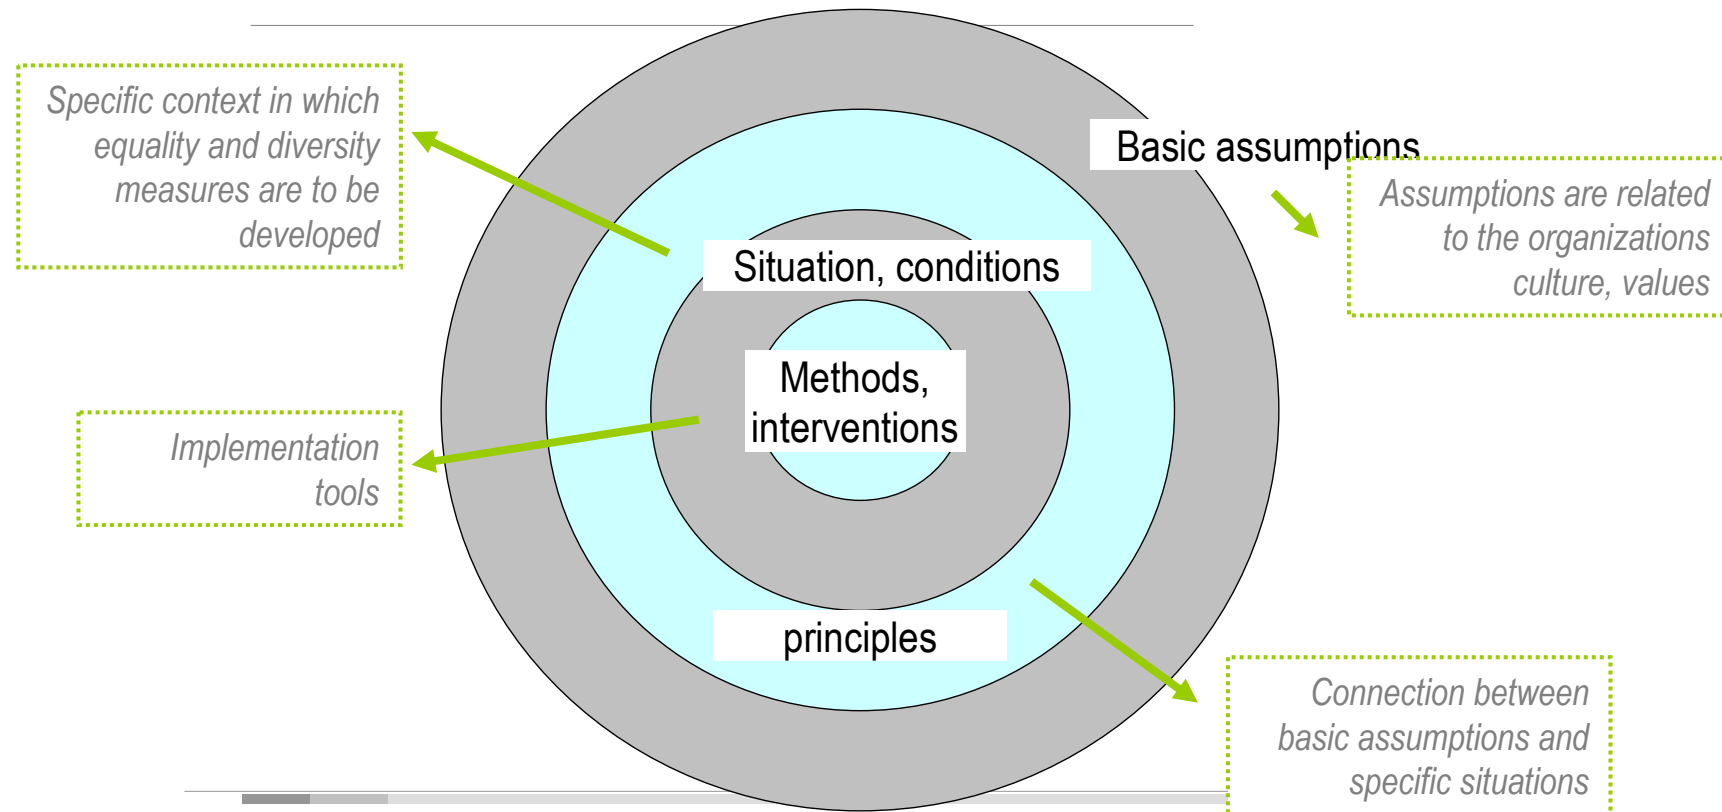 Specific context in which
equality and diversity
measures are to be
developed
Basic assumptions
Assumptions are related
to the organizations
culture, values
Situation, conditions
Methods,
interventions
Implementation
tools
principles
Connection between
basic assumptions and
specific situations